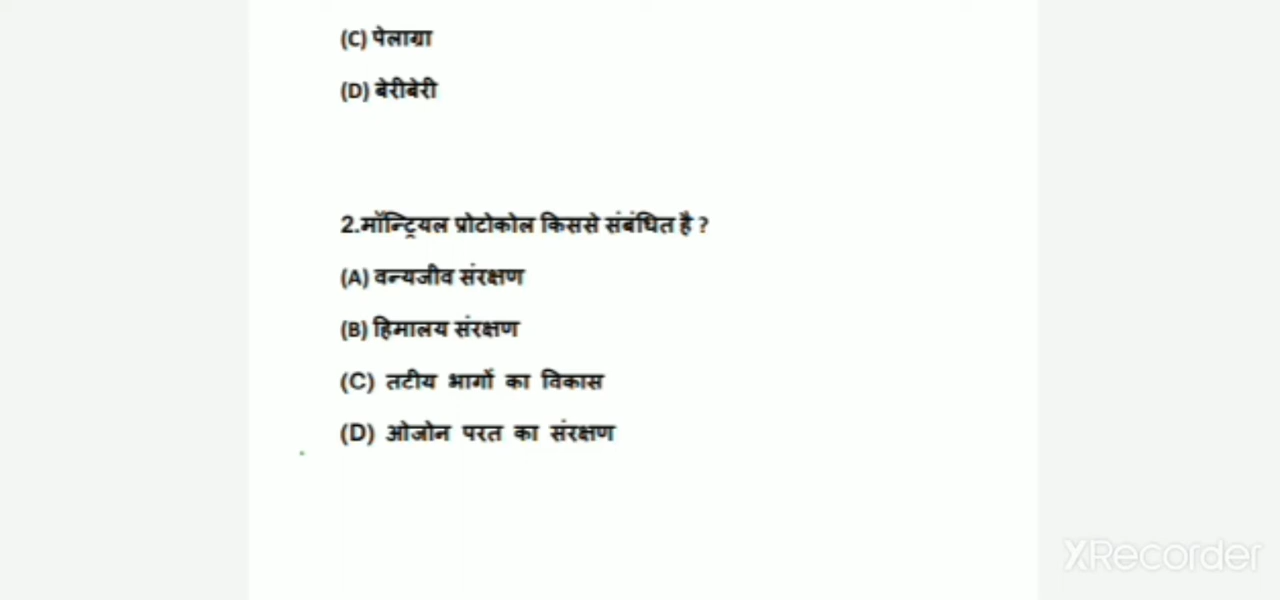 (C) पेलाग्रा
(D) बेरीबेरी
2.मॉन्ट्रियल प्रोटोकोल किससे संबंधित है ?
(A) वन्यजीव संरक्षण
(B) हिमालय संरक्षण
(C) तटीय भागों का विकास
(D) ओजोन परत का संरक्षण
XRecorder